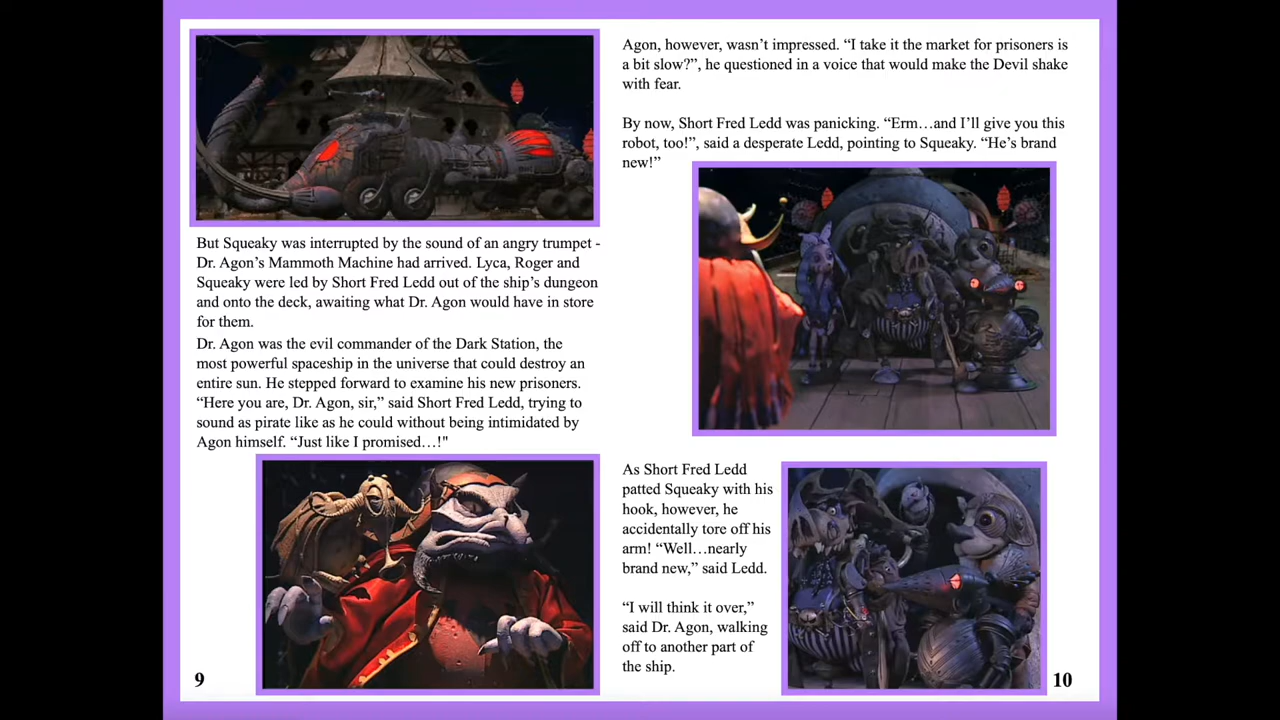 But Squeaky was interrupted by the sound of an angry trumpet -
Dr. Agon’s Mammoth Machine had arrived. Lyca, Roger and
Squeaky were led by Short Fred Ledd out of the ship’s dungeon
and onto the deck, awaiting what Dr. Agon would have in store
for them.
Dr. Agon was the evil commander of the Dark Station, the
most powerful spaceship in the universe that could destroy an
entire sun. He stepped forward to examine his new prisoners.
“Here you are, Dr. Agon, sir,” said Short Fred Ledd, trying to
sound as pirate like as he could without being intimidated by
Agon himself. “Just like I promised…!"
9
Agon, however, wasn’t impressed. “I take it the market for prisoners is
a bit slow?”, he questioned in a voice that would make the Devil shake
with fear.
By now, Short Fred Ledd was panicking. “Erm…and I’ll give you this
robot, too!”, said a desperate Ledd, pointing to Squeaky. “He’s brand
new!”
As Short Fred Ledd
patted Squeaky with his
hook, however, he
accidentally tore off his
arm! “Well…nearly
brand new,” said Ledd.
“I will think it over,”
said Dr. Agon, walking
off to another part of
the ship.
10